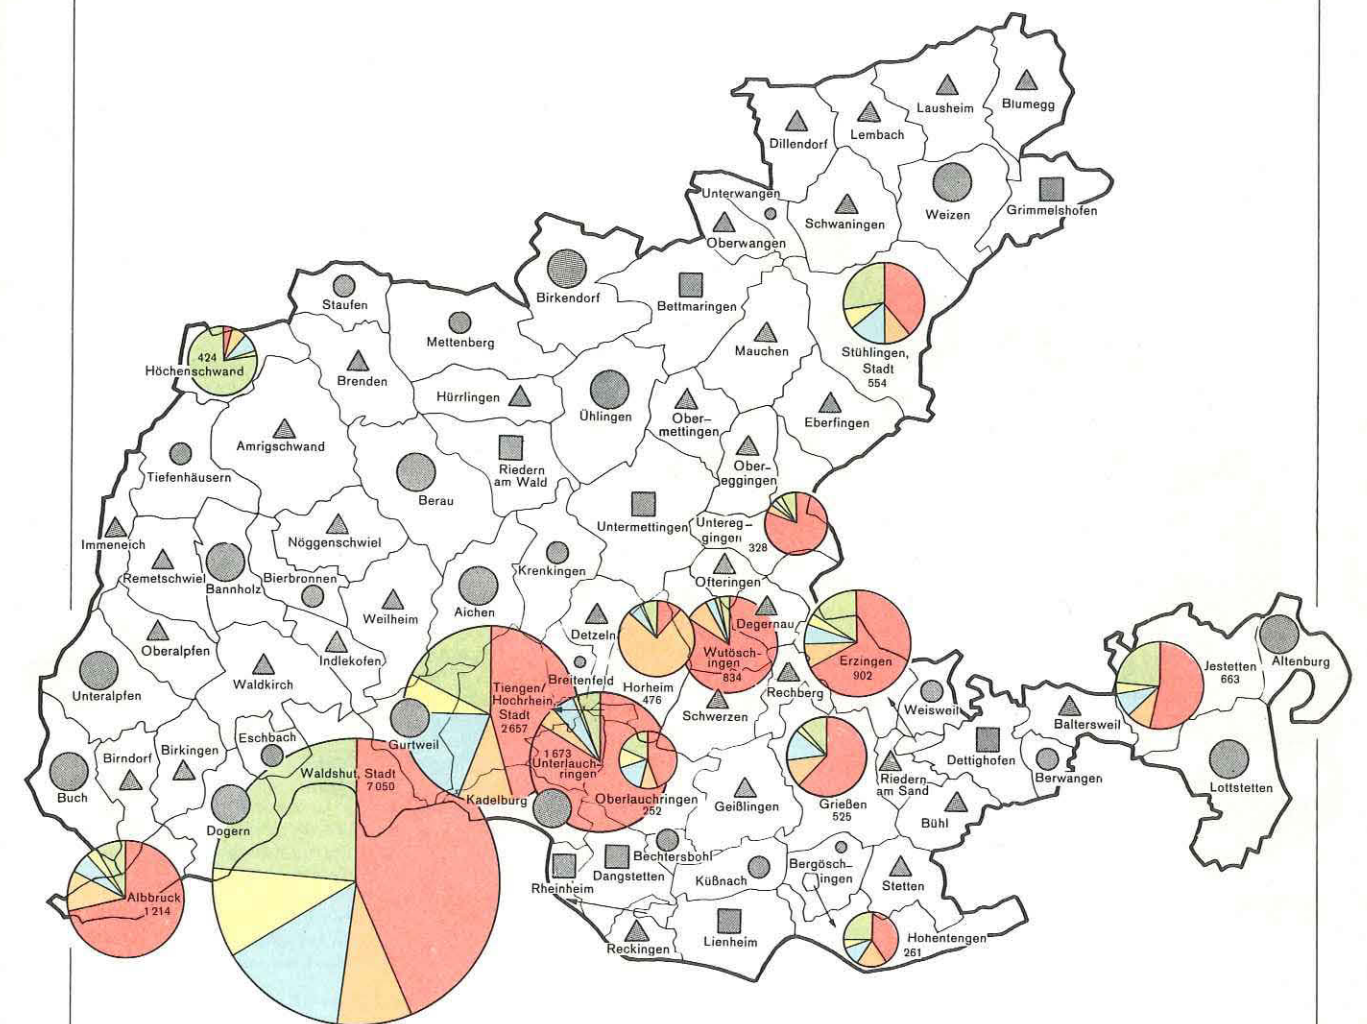 Blumegg
Lausheim
Lembach
Dillendorf
Unterwangen
Oberwangen
Schwaningen
Weizen
Grimmelshofen
Birkendorf
Bettmaringen
Staufen
Mettenberg
Mauchen
Stühlingen,
Stadt
554
424
Höchenschwand
Brenden
Hürrlingen
Ühlingen
Ober–
mettingen
Eberfingen
Amrigschwand
Tiefenhäusern
Riedern
am Wald
Berau
Ober–
eggingen
Untermettingen
Untereg–
gingen
328
Immeneich
Nöggenschwiel
Remetschwiel
Bannholz
Bierbronnen
Krenkingen
Ofteringen
Aichen
Weilheim
Detzeln
Degernau
Oberalpfen
Indlekofen
Wutösch–
ingen
834
Erzingen
902
Altenburg
Jestetten
663
Unteralpfen
Waldkirch
Breitenfeld
Horheim
476
Rechberg
Tiengen/
Hochrhein,
Stadt
2657
Schwerzen
Weisweil
Baltersweil
Gurtweil
Eschbach
Birkingen
Birndorf
Buch
Waldshut, Stadt
7050
1673
Unterlauch–
ringen
Dettighofen
Berwangen
Riedern
am Sand
Lottstetten
Kadelburg
Oberlauchringen
252
Geißlingen
Grießen
525
Bühl
Dogern
Bechtersbohl
Dangstetten
Rheinheim
Küßnach
Bergösch–
ingen
Stetten
Albbruck
1214
Reckingen
Lienheim
Hohentengen
261